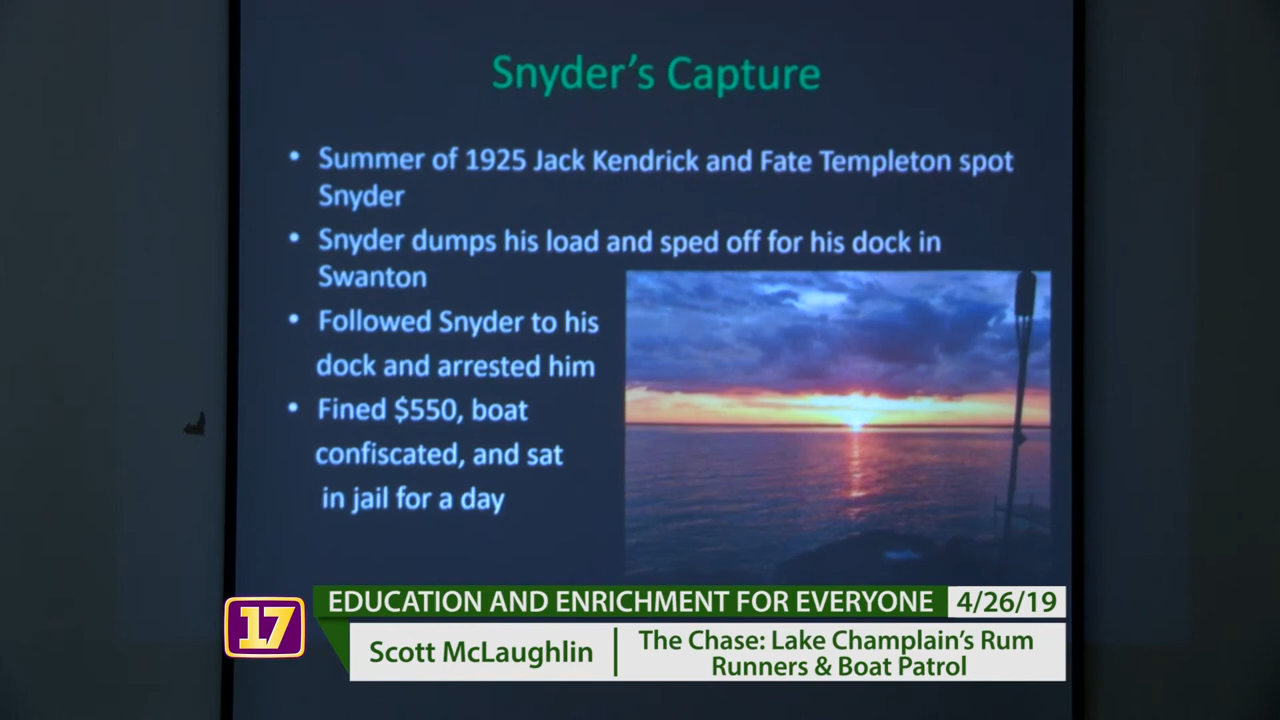 Snyder's Capture
• Summer of 1925 Jack Kendrick and Fate Templeton spot
Snyder
• Snyder dumps his load and sped off for his dock in
Swanton
• Followed Snyder to his
dock and arrested him
• Fined $550, boat
confiscated, and sat
in jail for a day
17
EDUCATION AND ENRICHMENT FOR EVERYONE 4/26/19
Scott McLaughlin
The Chase: Lake Champlain's Rum
Runners & Boat Patrol